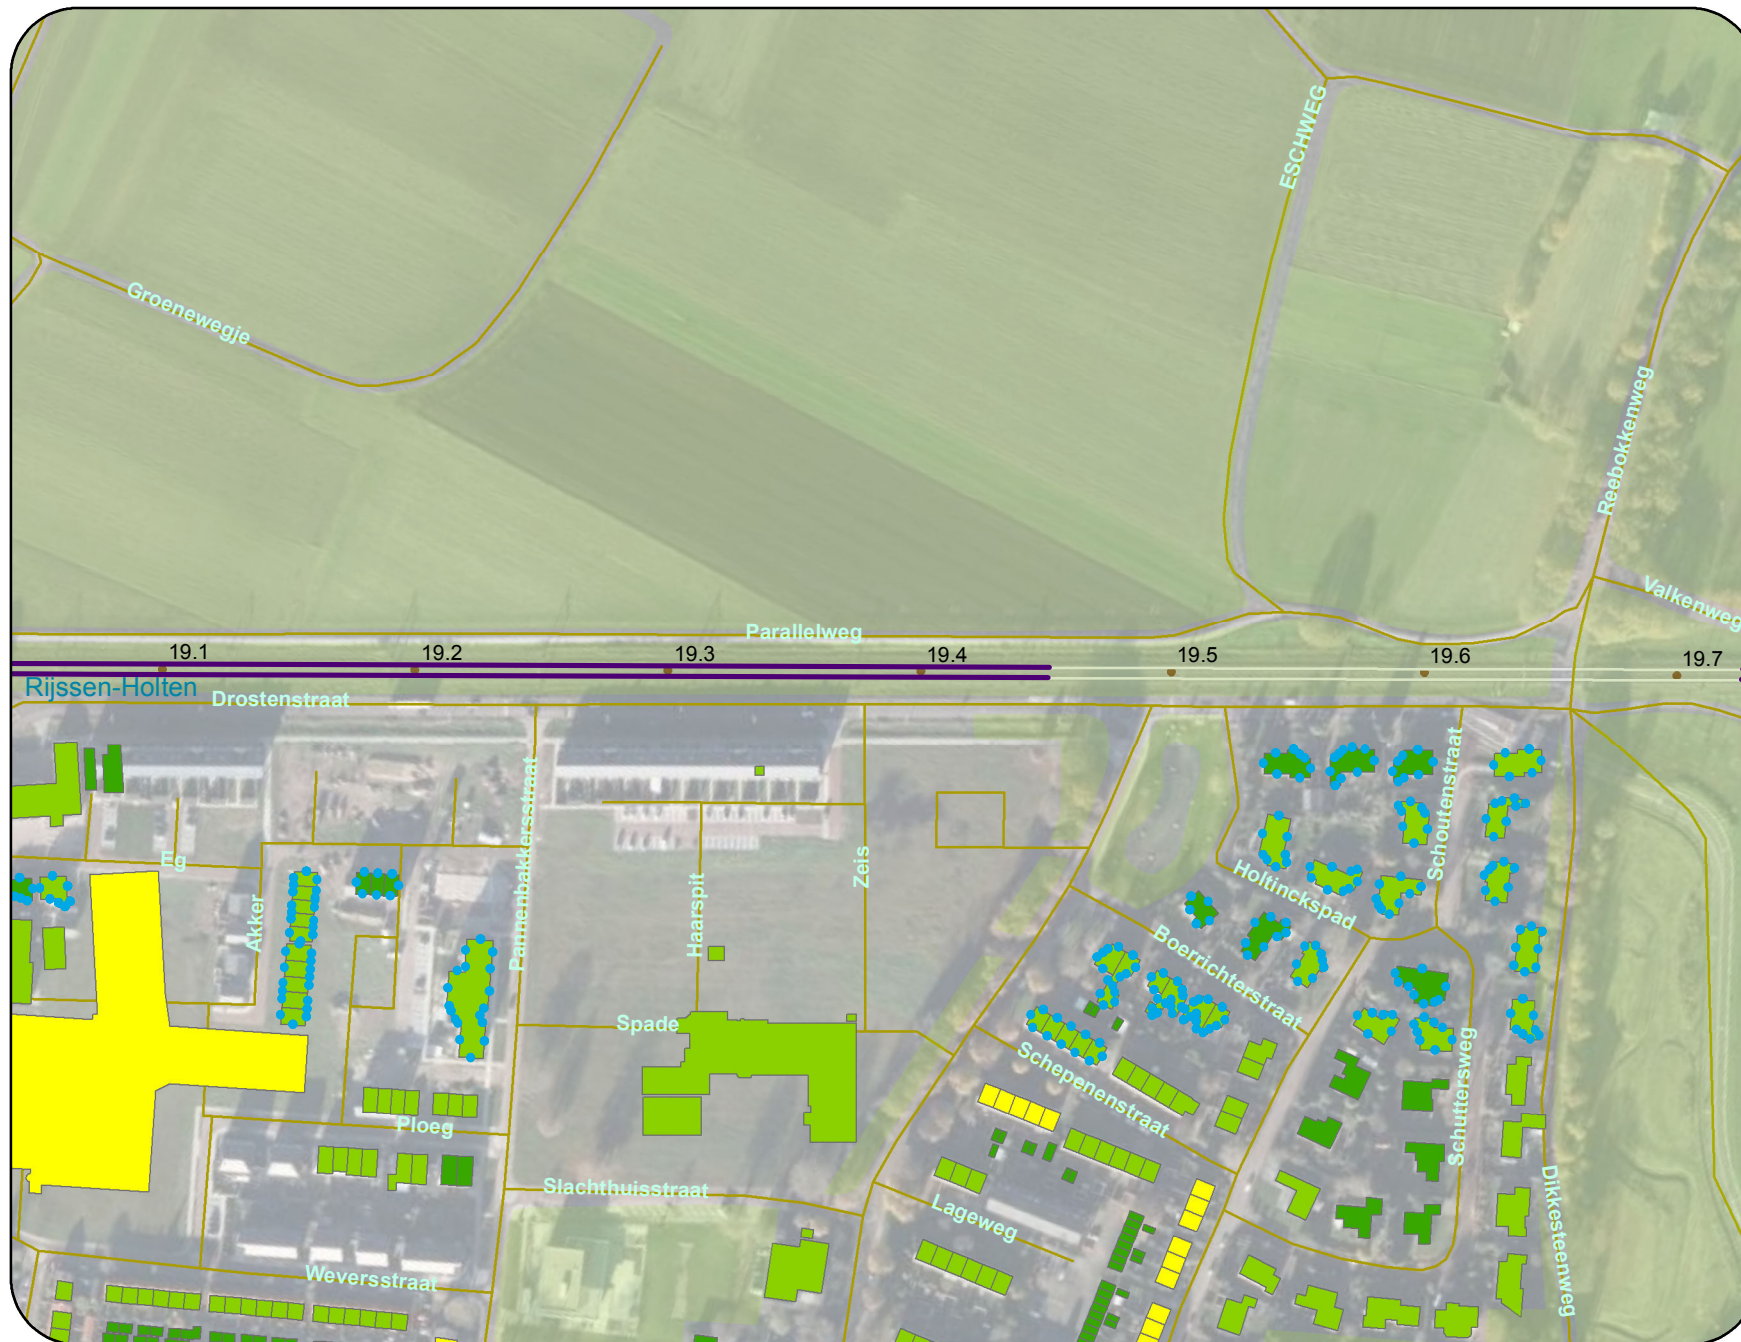 ESCHWEG
Groenewegje
Reebokkenweg
Valkenweg
Parallelweg
19.1
19.2
19.3
19.4
19.5
19.6
19.7
Rijssen-Holten
Drostenstraat
Pannenbakkersstraat
Schoutenstraat
Eg
Zeis
Akker
Haarspit
Holtinckspad
Boerrichterstraat
Spade
Schepenenstraat
Schuttersweg
Ploeg
Slachthuisstraat
Lageweg
Dikkesteenweg
Weversstraat